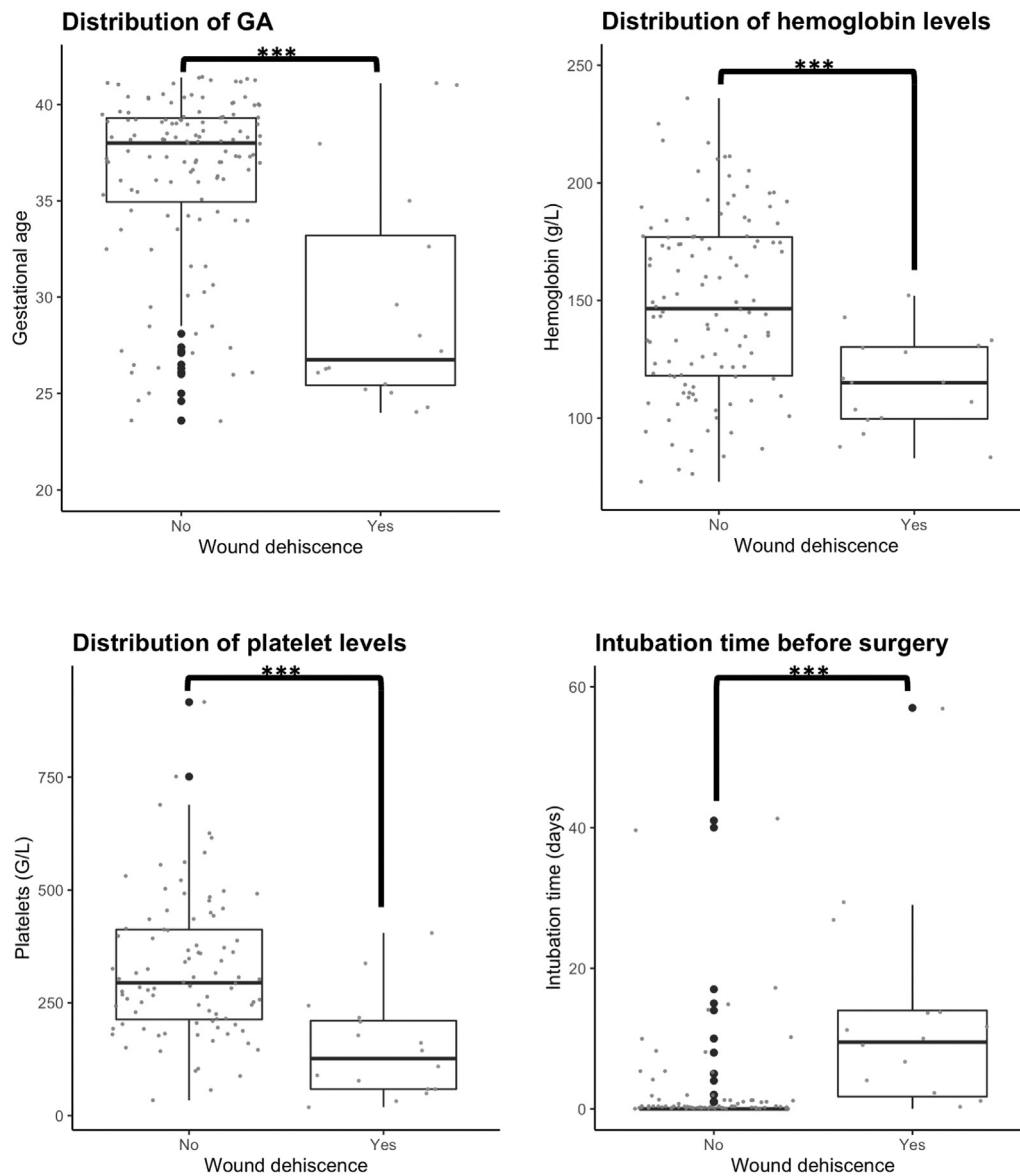 Distribution of GA
***
Gestational age
40
35
30
25
20
No
Yes
Wound dehiscence
Distribution of hemoglobin levels
***
Hemoglobin (g/L)
250
200
150
100
No
Yes
Wound dehiscence
Distribution of platelet levels
***
Platelets (G/L)
750
500
250
0
No
Yes
Wound dehiscence
Intubation time before surgery
***
Intubation time (days)
60
40
20
0
No
Yes
Wound dehiscence